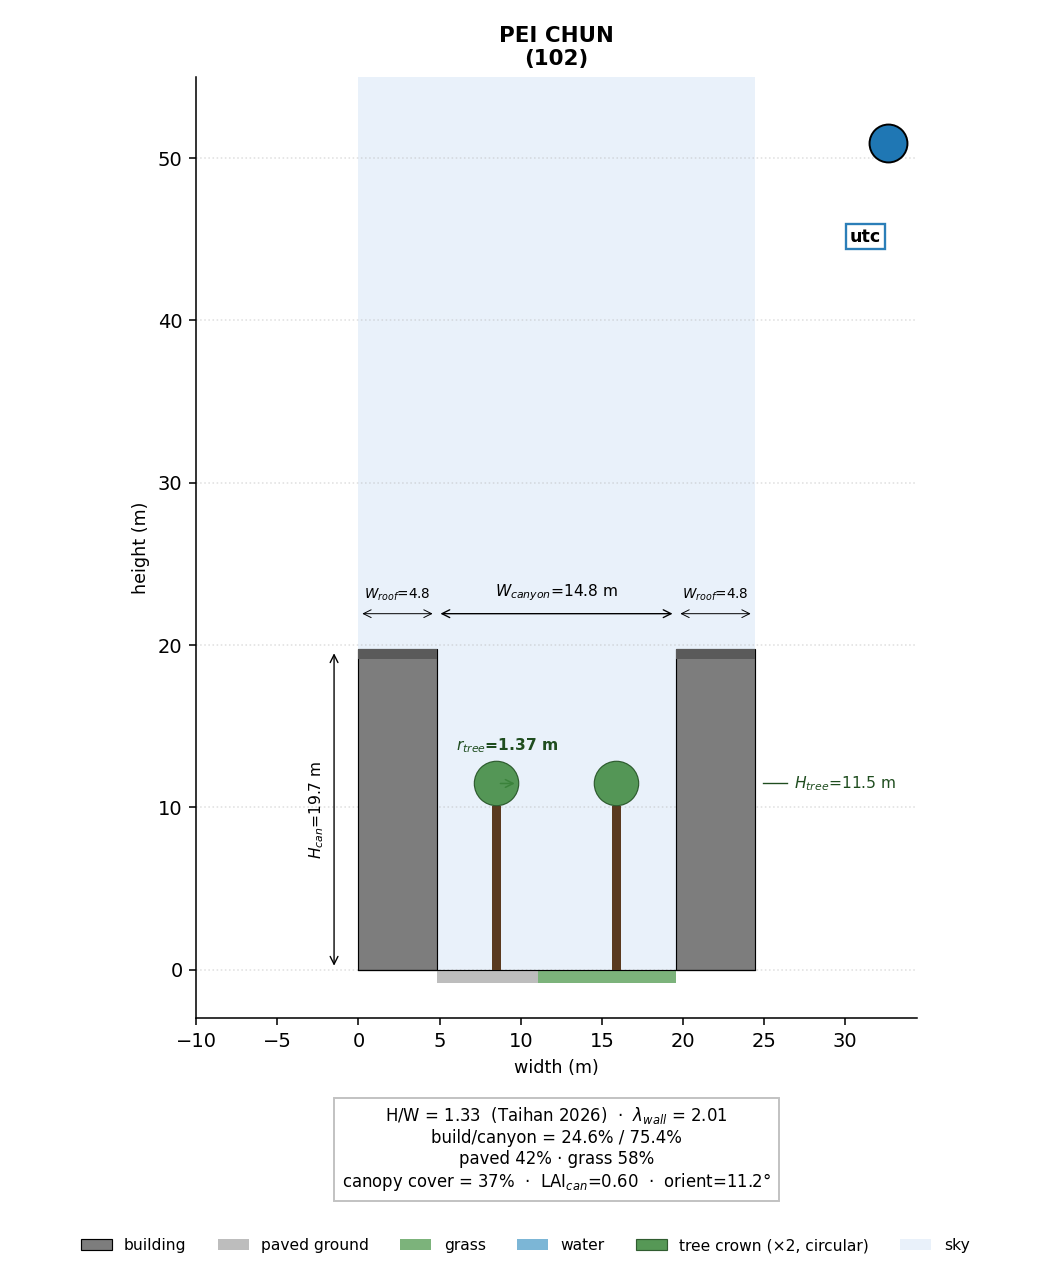 PEI CHUN
(102)
50
utc
40
30
height (m)
W_roof=4.8
W_canyon=14.8 m
W_roof=4.8
20
r_tree=1.37 m
H_tree=11.5 m
H_can=19.7 m
10
0
−10 −5 0 5 10 15 20 25 30
width (m)
H/W = 1.33 (Taihan 2026) · λ_wall = 2.01
build/canyon = 24.6% / 75.4%
paved 42% · grass 58%
canopy cover = 37% · LAI_can=0.60 · orient=11.2°
building paved ground grass water tree crown (×2, circular) sky